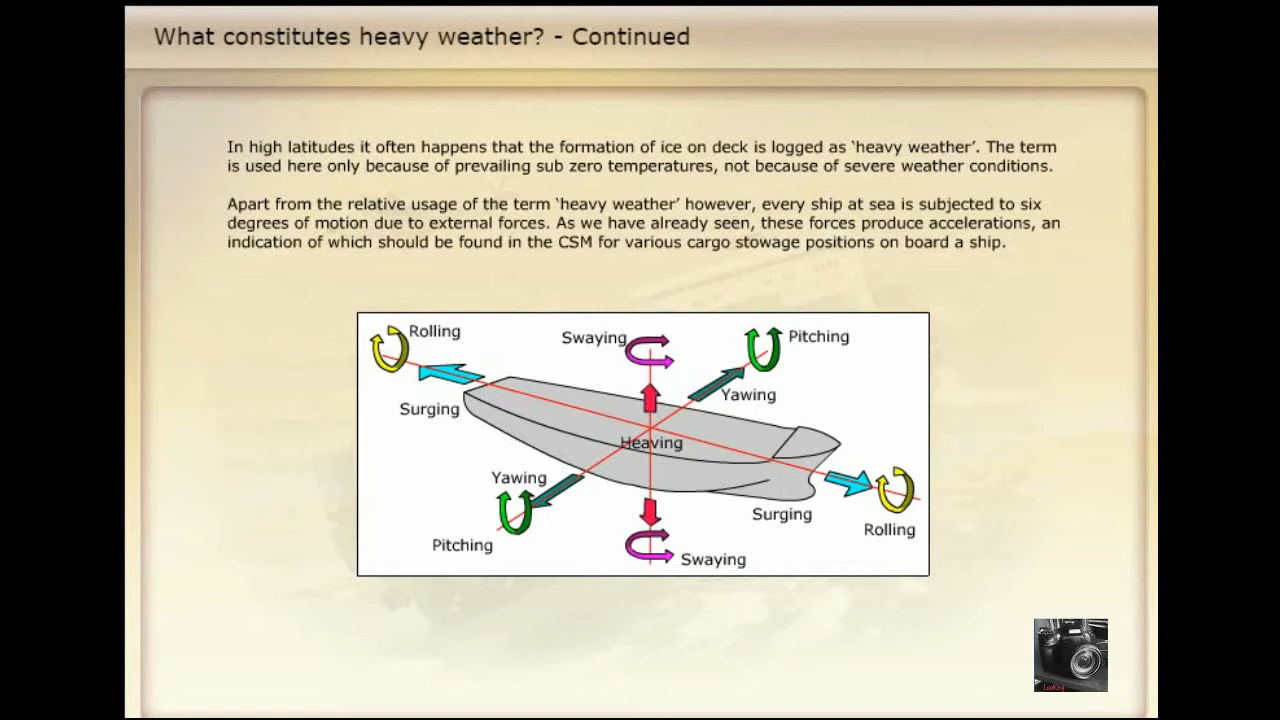 What constitutes heavy weather? - Continued
In high latitudes it often happens that the formation of ice on deck is logged as ‘heavy weather’. The term
is used here only because of prevailing sub zero temperatures, not because of severe weather conditions.
Apart from the relative usage of the term ‘heavy weather’ however, every ship at sea is subjected to six
degrees of motion due to external forces. As we have already seen, these forces produce accelerations, an
indication of which should be found in the CSM for various cargo stowage positions on board a ship.
Rolling
Swaying
Pitching
Surging
Yawing
Heaving
Yawing
Surging
Rolling
Pitching
Swaying